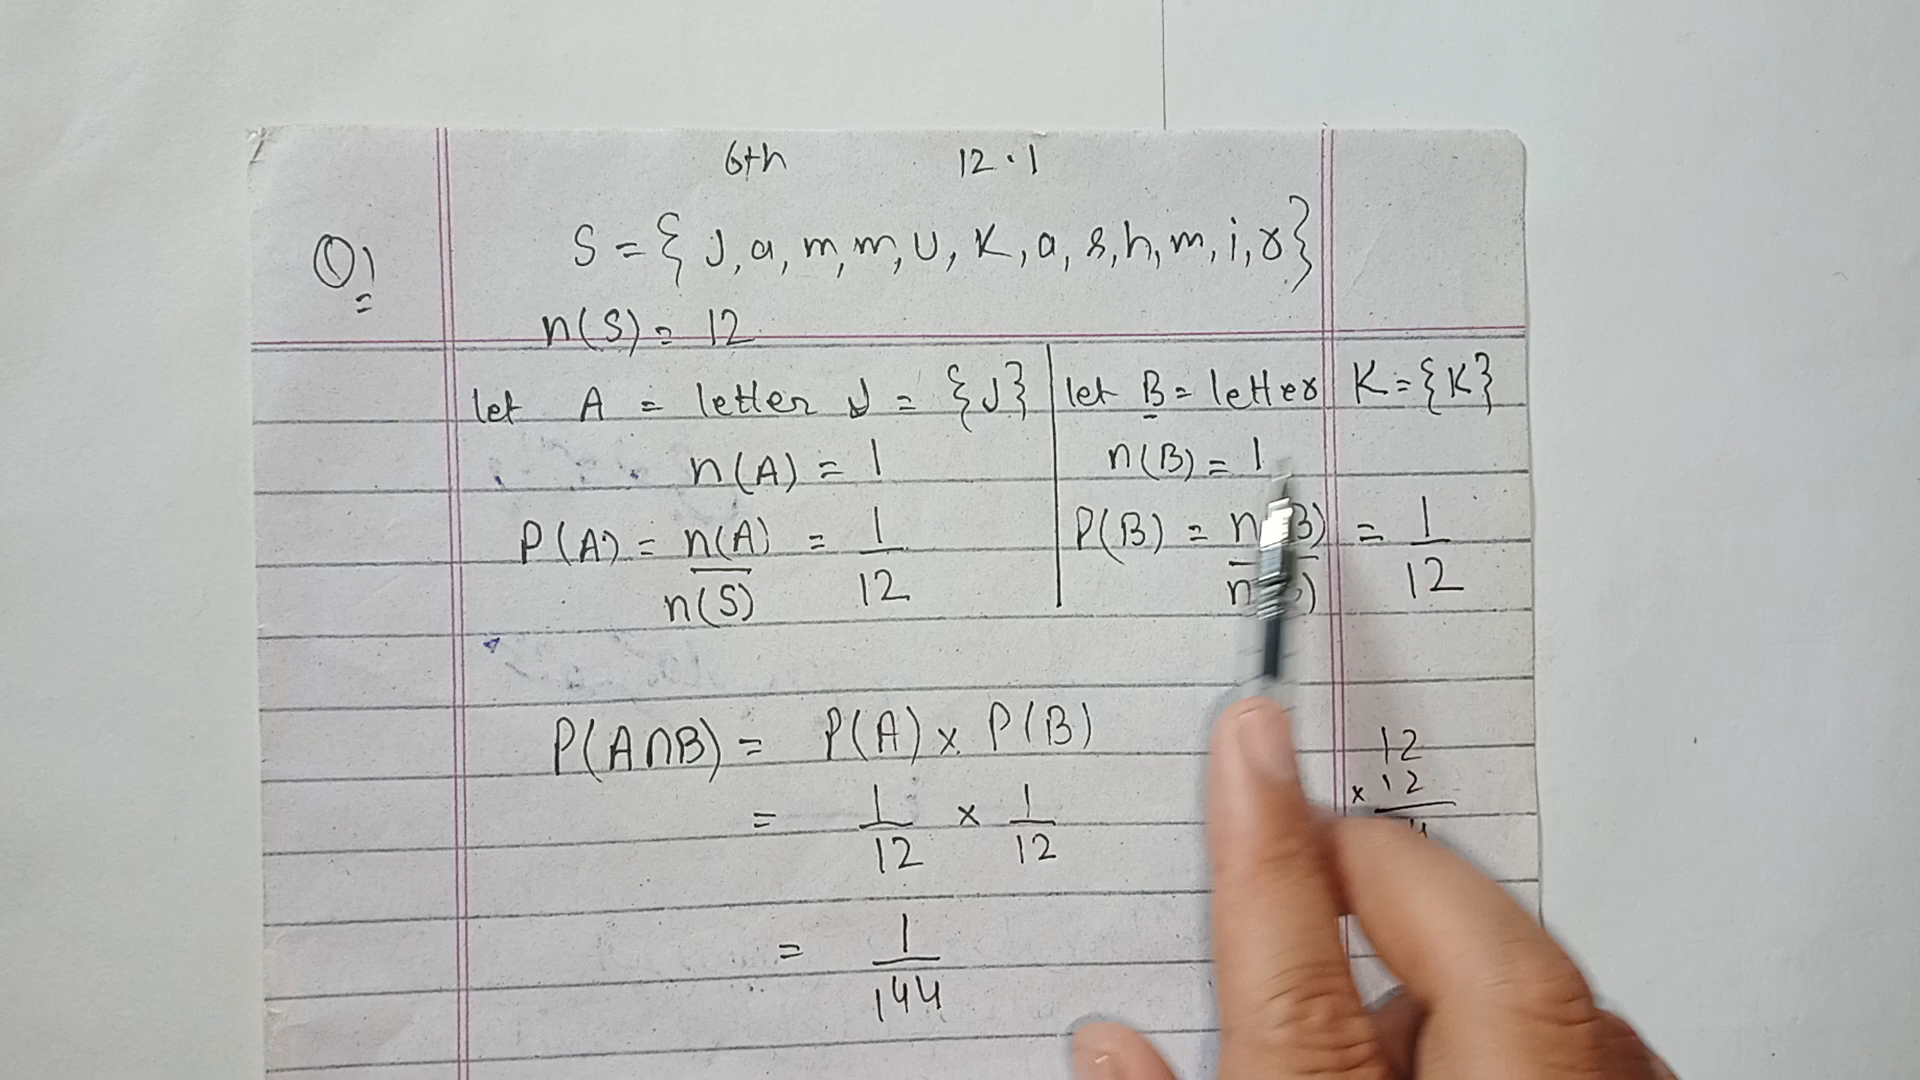 6th 12.1
Q1 S = { J, a, m, m, u, K, a, s, h, m, i, r }
n(S) = 12
let A = letter J = {J}
n(A) = 1
P(A) = n(A)/n(S) = 1/12
let B = letter K = {K}
n(B) = 1
P(B) = = 1/12
P(A∩B) = P(A) × P(B)
= 1/12 × 1/12
= 1/144
12
× 12